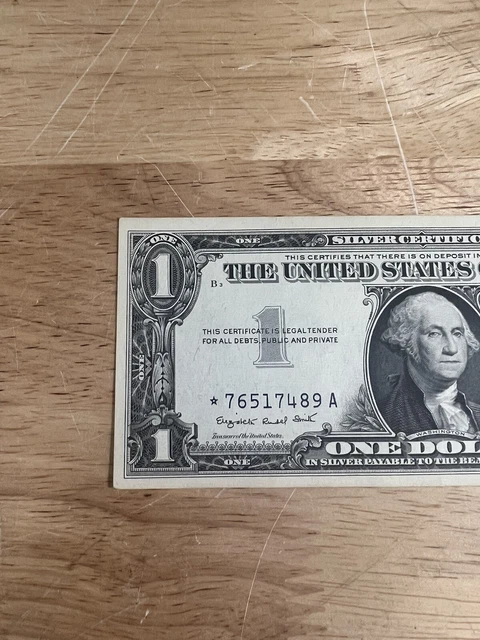 ONE
SILVER CERTIFIC
THIS CERTIFIES THAT THERE IS ON DEPOSIT IN
1
B
THE UNITED STATES
1
THIS CERTIFICATE IS LEGAL TENDER
FOR ALL DEBTS, PUBLIC AND PRIVATE
ONE
* 76517489 A
Elizabeth Rudel Smith
Treasurer of the United States.
WASHINGTON
1
ONE DOL
ONE
IN SILVER PAYABLE TO THE BEA